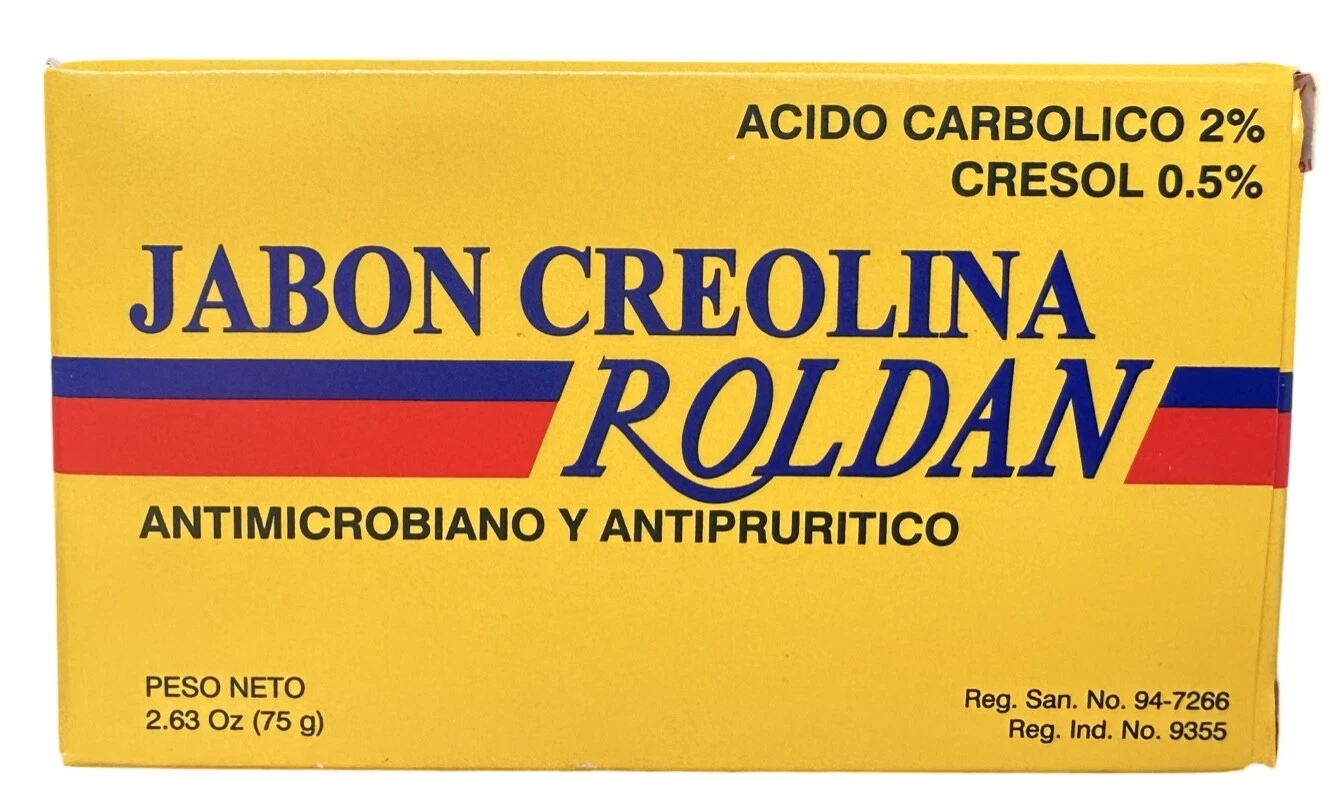 ACIDO CARBOLICO 2%
CRESOL 0.5%
JABON CREOLINA
ROLDAN
ANTIMICROBIANO Y ANTIPRURITICO
PESO NETO
2.63 Oz (75 g)
Reg. San. No. 94-7266
Reg. Ind. No. 9355